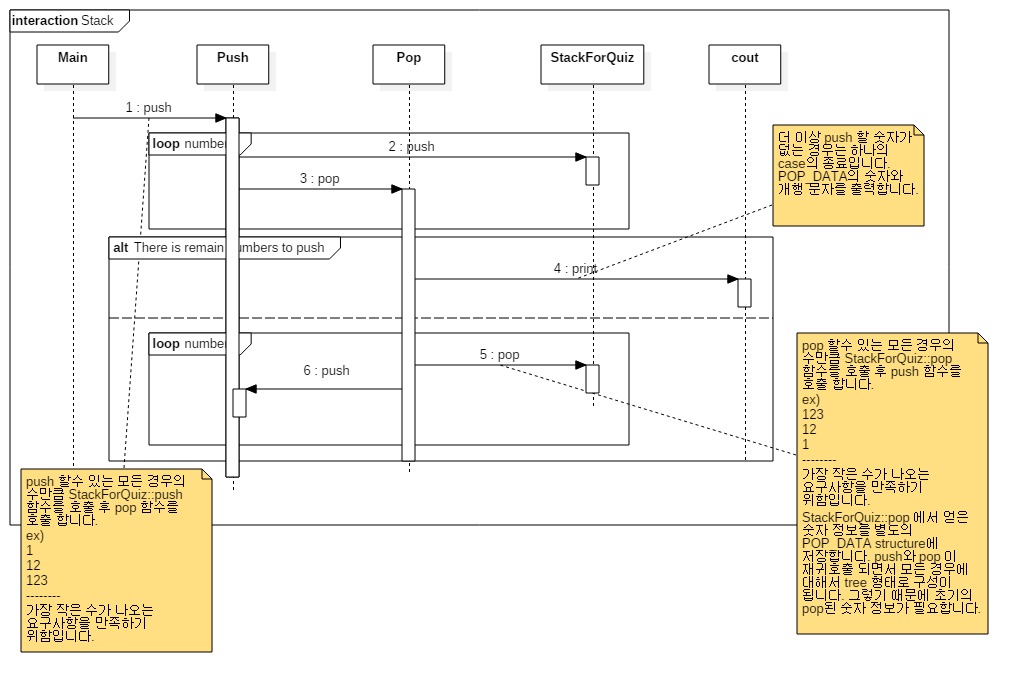 interaction Stack
Main
Push
Pop
StackForQuiz
cout
1 : push
loop number
2 : push
3 : pop
더 이상 push 할 숫자가
없는 경우는 하나의
case의 종료입니다.
POP_DATA의 숫자와
개행 문자를 출력합니다.
alt There is remain numbers to push
4 : print
loop number
5 : pop
6 : push
pop 할수 있는 모든 경우의
수만큼 StackForQuiz::pop
함수를 호출 후 push 함수를
호출 합니다.
ex)
123
12
1
--------
가장 작은 수가 나오는
요구사항을 만족하기
위함입니다.
StackForQuiz::pop 에서 얻은
숫자 정보를 별도의
POP_DATA structure에
저장합니다. push와 pop 이
재귀호출 되면서 모든 경우에
대해서 tree 형태로 구성이
됩니다. 그렇기 때문에 초기의
pop된 숫자 정보가 필요합니다.
push 할수 있는 모든 경우의
수만큼 StackForQuiz::push
함수를 호출 후 pop 함수를
호출 합니다.
ex)
1
12
123
--------
가장 작은 수가 나오는
요구사항을 만족하기
위함입니다.